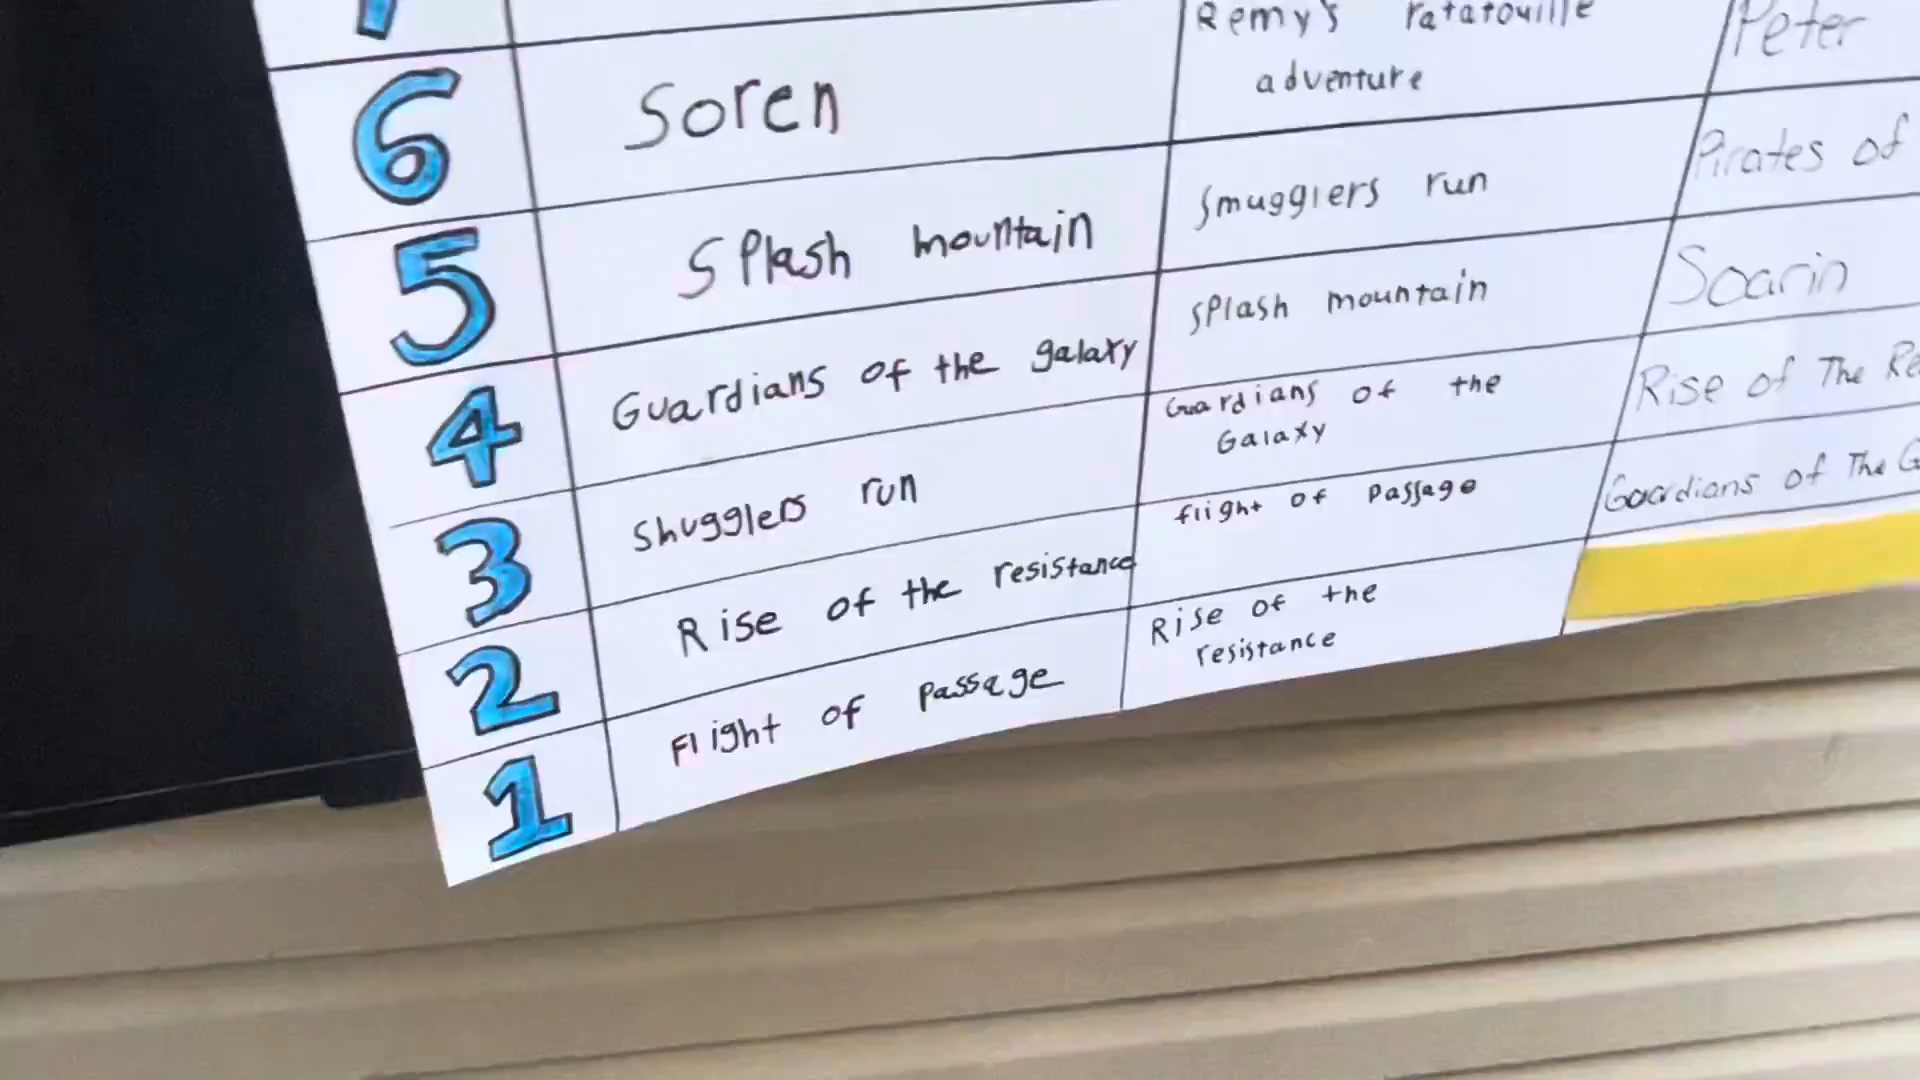 6
Soren
Remy's ratatouille
adventure
Peter
5
Splash mountain
Smugglers run
Pirates of
4
Guardians of the galaxy
Splash mountain
Soarin
3
Shugglers run
Guardians of the
Galaxy
Rise of The
2
Rise of the resistance
flight of passage
Guardians of The
1
Flight of passage
Rise of the
resistance